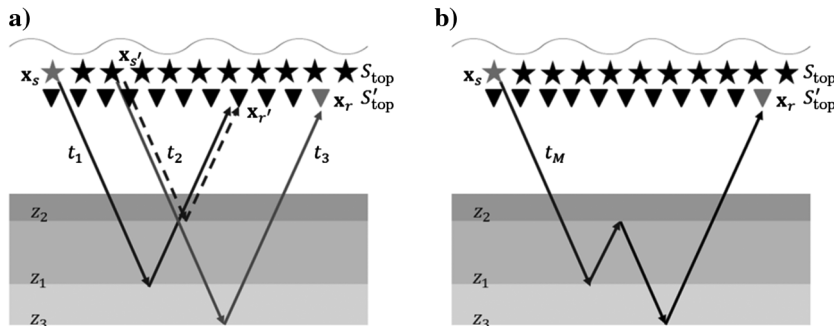 a)
x_s x_s' S_top
x_r' x_r S'_top
t_1 t_2 t_3
z_2
z_1
z_3
b)
x_s S_top
x_r S'_top
t_M
z_2
z_1
z_3